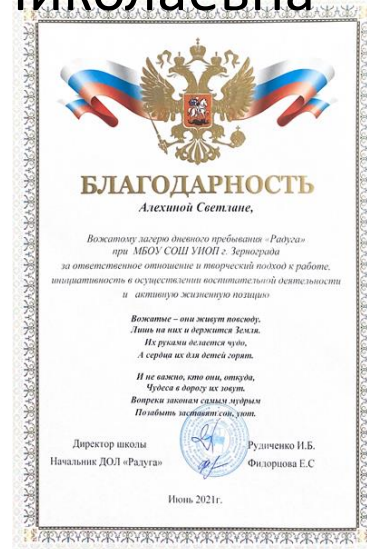 БЛАГОДАРНОСТЬ
Алехиной Светлане,
Вожатому загерю дневного пребывания «Радуга»
при МБОУ СОШ УИОП г. Зернограда
за ответственное отношение и творческий подход к работе,
инициативность в осуществлении воспитательной деятельности
и активную жизненную позицию
Вожатые – они живут повсюду.
Лишь на них и держится Земля.
Их руками делается чудо,
А сердца их для детей горят.
И не важно, кто они, откуда,
Чудеса в дорогу их зовут.
Вопреки законам самым мудрым
Позабыть заставят сон, уют.
Директор школы Рудиченко И.Б.
Начальник ДОЛ «Радуга» Фидорцова Е.С
Июнь 2021г.